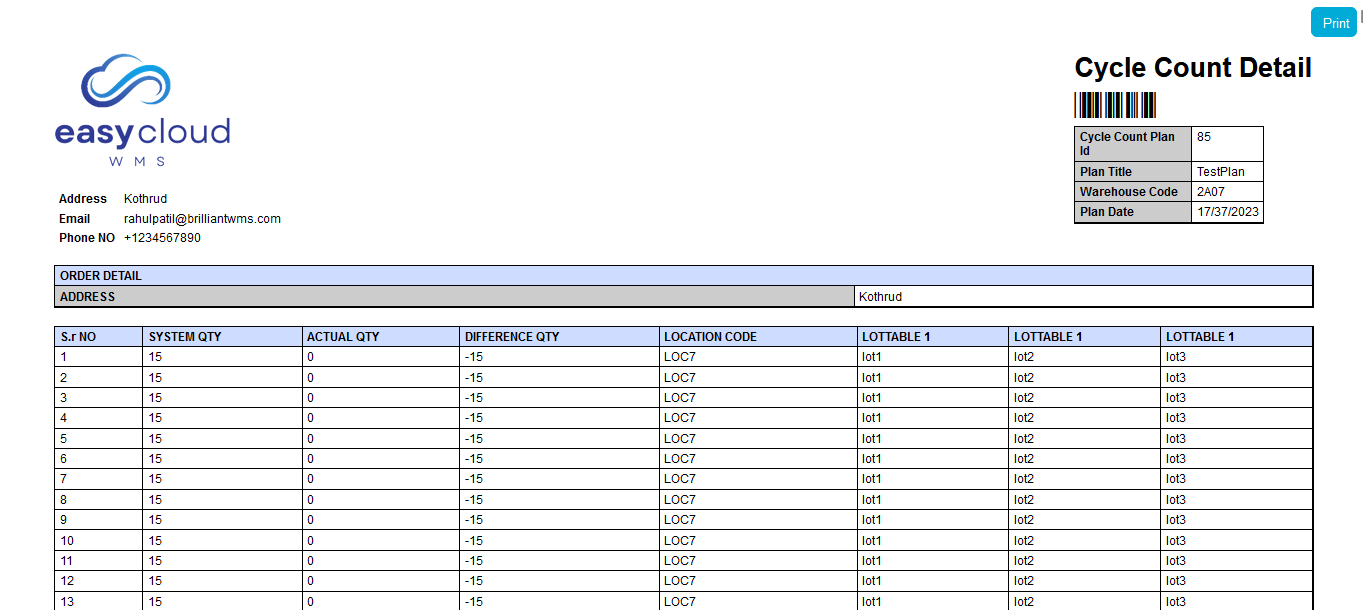 Print
easycloud
WMS
Cycle Count Detail
Cycle Count Plan Id 85
Plan Title TestPlan
Warehouse Code 2A07
Plan Date 17/37/2023
Address Kothrud
Email rahulpatil@brilliantwms.com
Phone NO +1234567890
ORDER DETAIL
ADDRESS Kothrud
S.r NO SYSTEM QTY ACTUAL QTY DIFFERENCE QTY LOCATION CODE LOTTABLE 1 LOTTABLE 1 LOTTABLE 1
1 15 0 -15 LOC7 lot1 lot2 lot3
2 15 0 -15 LOC7 lot1 lot2 lot3
3 15 0 -15 LOC7 lot1 lot2 lot3
4 15 0 -15 LOC7 lot1 lot2 lot3
5 15 0 -15 LOC7 lot1 lot2 lot3
6 15 0 -15 LOC7 lot1 lot2 lot3
7 15 0 -15 LOC7 lot1 lot2 lot3
8 15 0 -15 LOC7 lot1 lot2 lot3
9 15 0 -15 LOC7 lot1 lot2 lot3
10 15 0 -15 LOC7 lot1 lot2 lot3
11 15 0 -15 LOC7 lot1 lot2 lot3
12 15 0 -15 LOC7 lot1 lot2 lot3
13 15 0 -15 LOC7 lot1 lot2 lot3